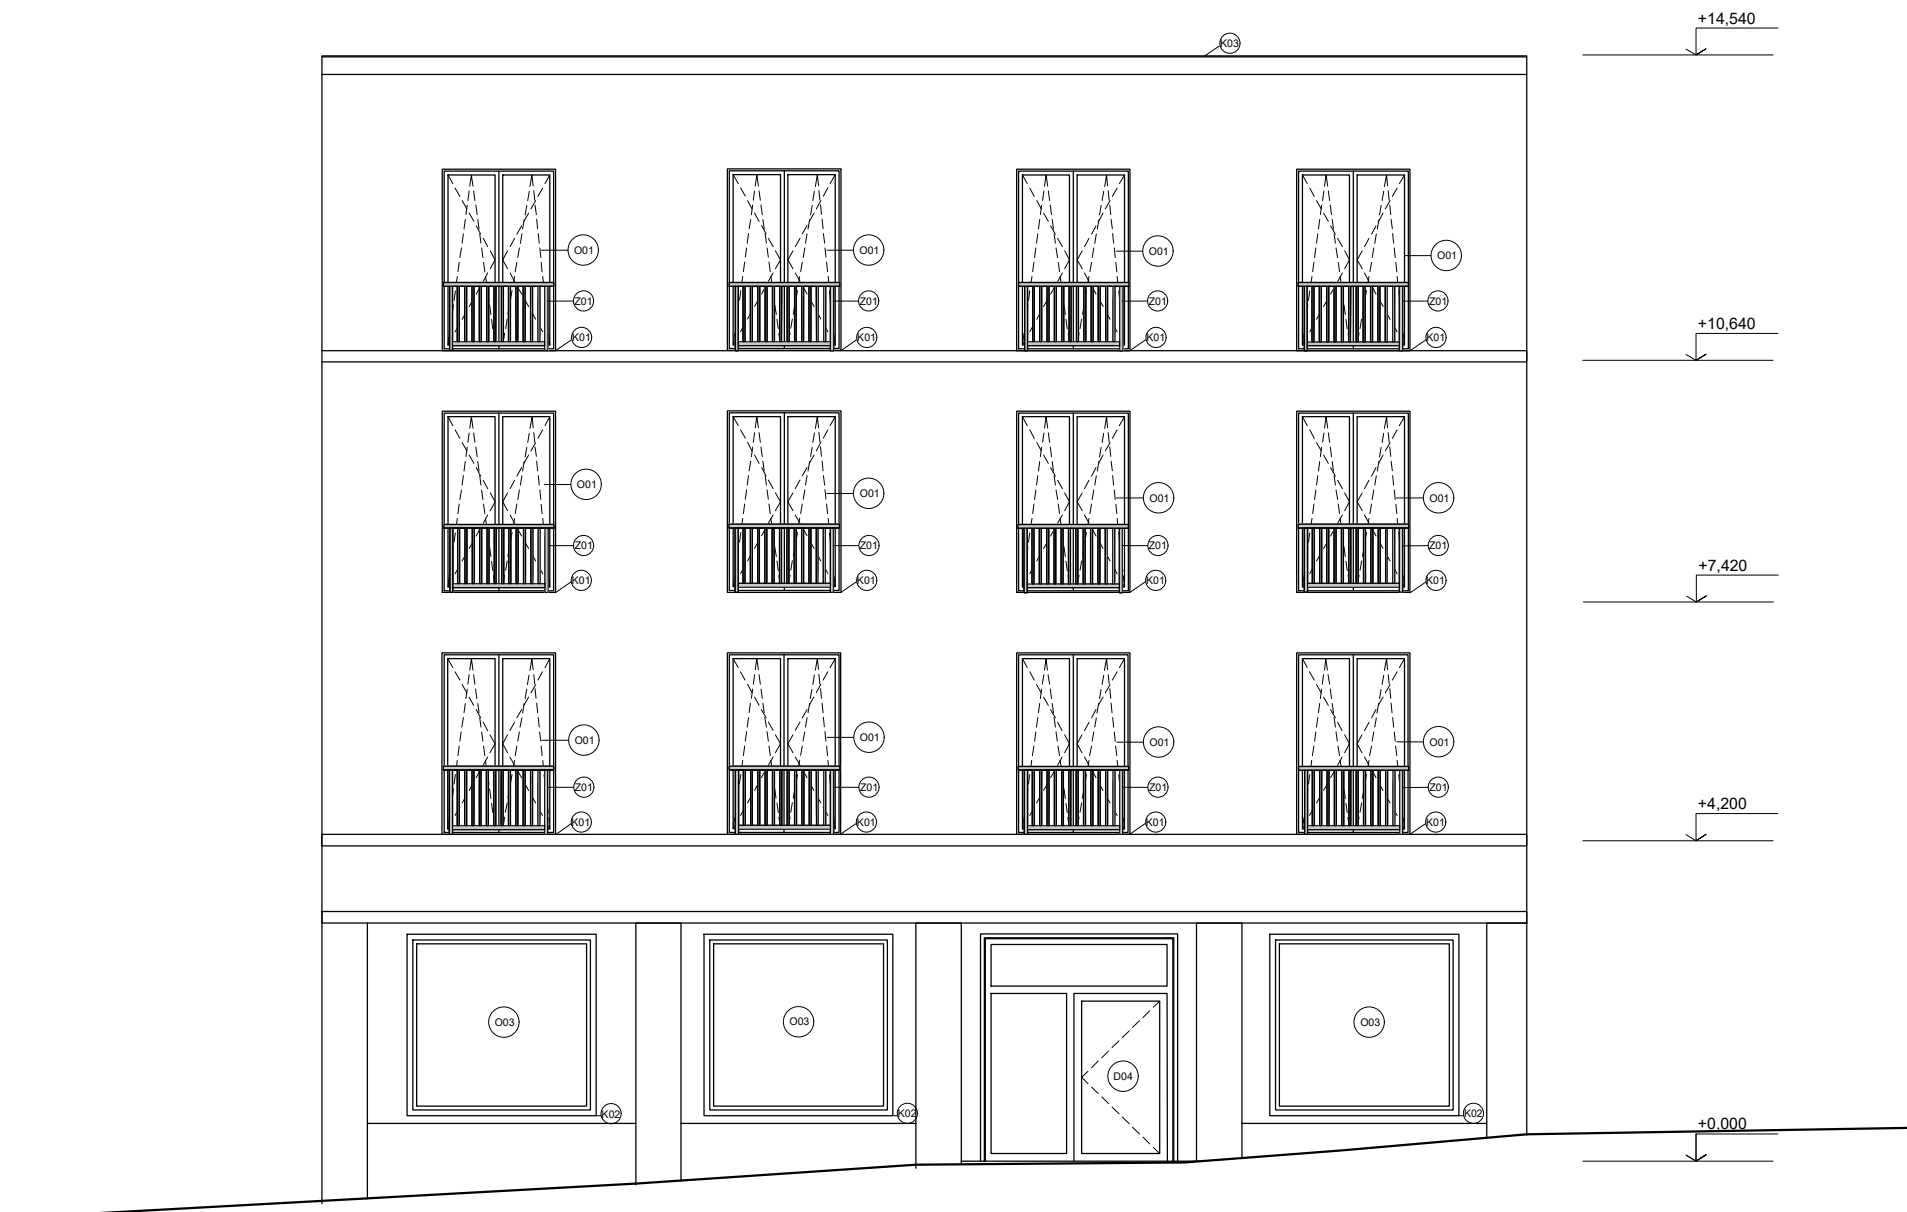 +14,540
K03
O01 O01 O01 O01
Z01 Z01 Z01 Z01
+10,640
K01 K01 K01 K01
O01 O01 O01 O01
Z01 Z01 Z01 Z01
+7,420
K01 K01 K01 K01
O01 O01 O01 O01
Z01 Z01 Z01 Z01
+4,200
K01 K01 K01 K01
O03 O03 O03
D04
K02 K02 K02
+0,000